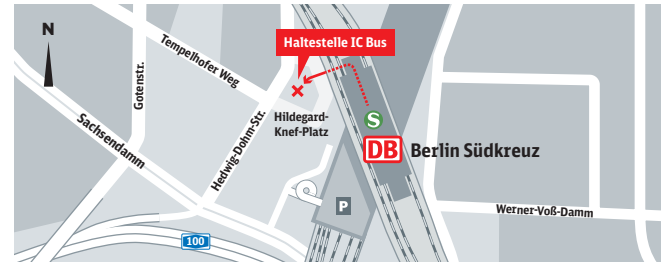 N
Tempelhofer Weg
Gotenstr.
Haltestelle IC Bus
Sachsendamm
Hedwig-Dohm-Str.
Hildegard-
Knef-Platz
S
DB Berlin Südkreuz
P
Werner-Voß-Damm
100